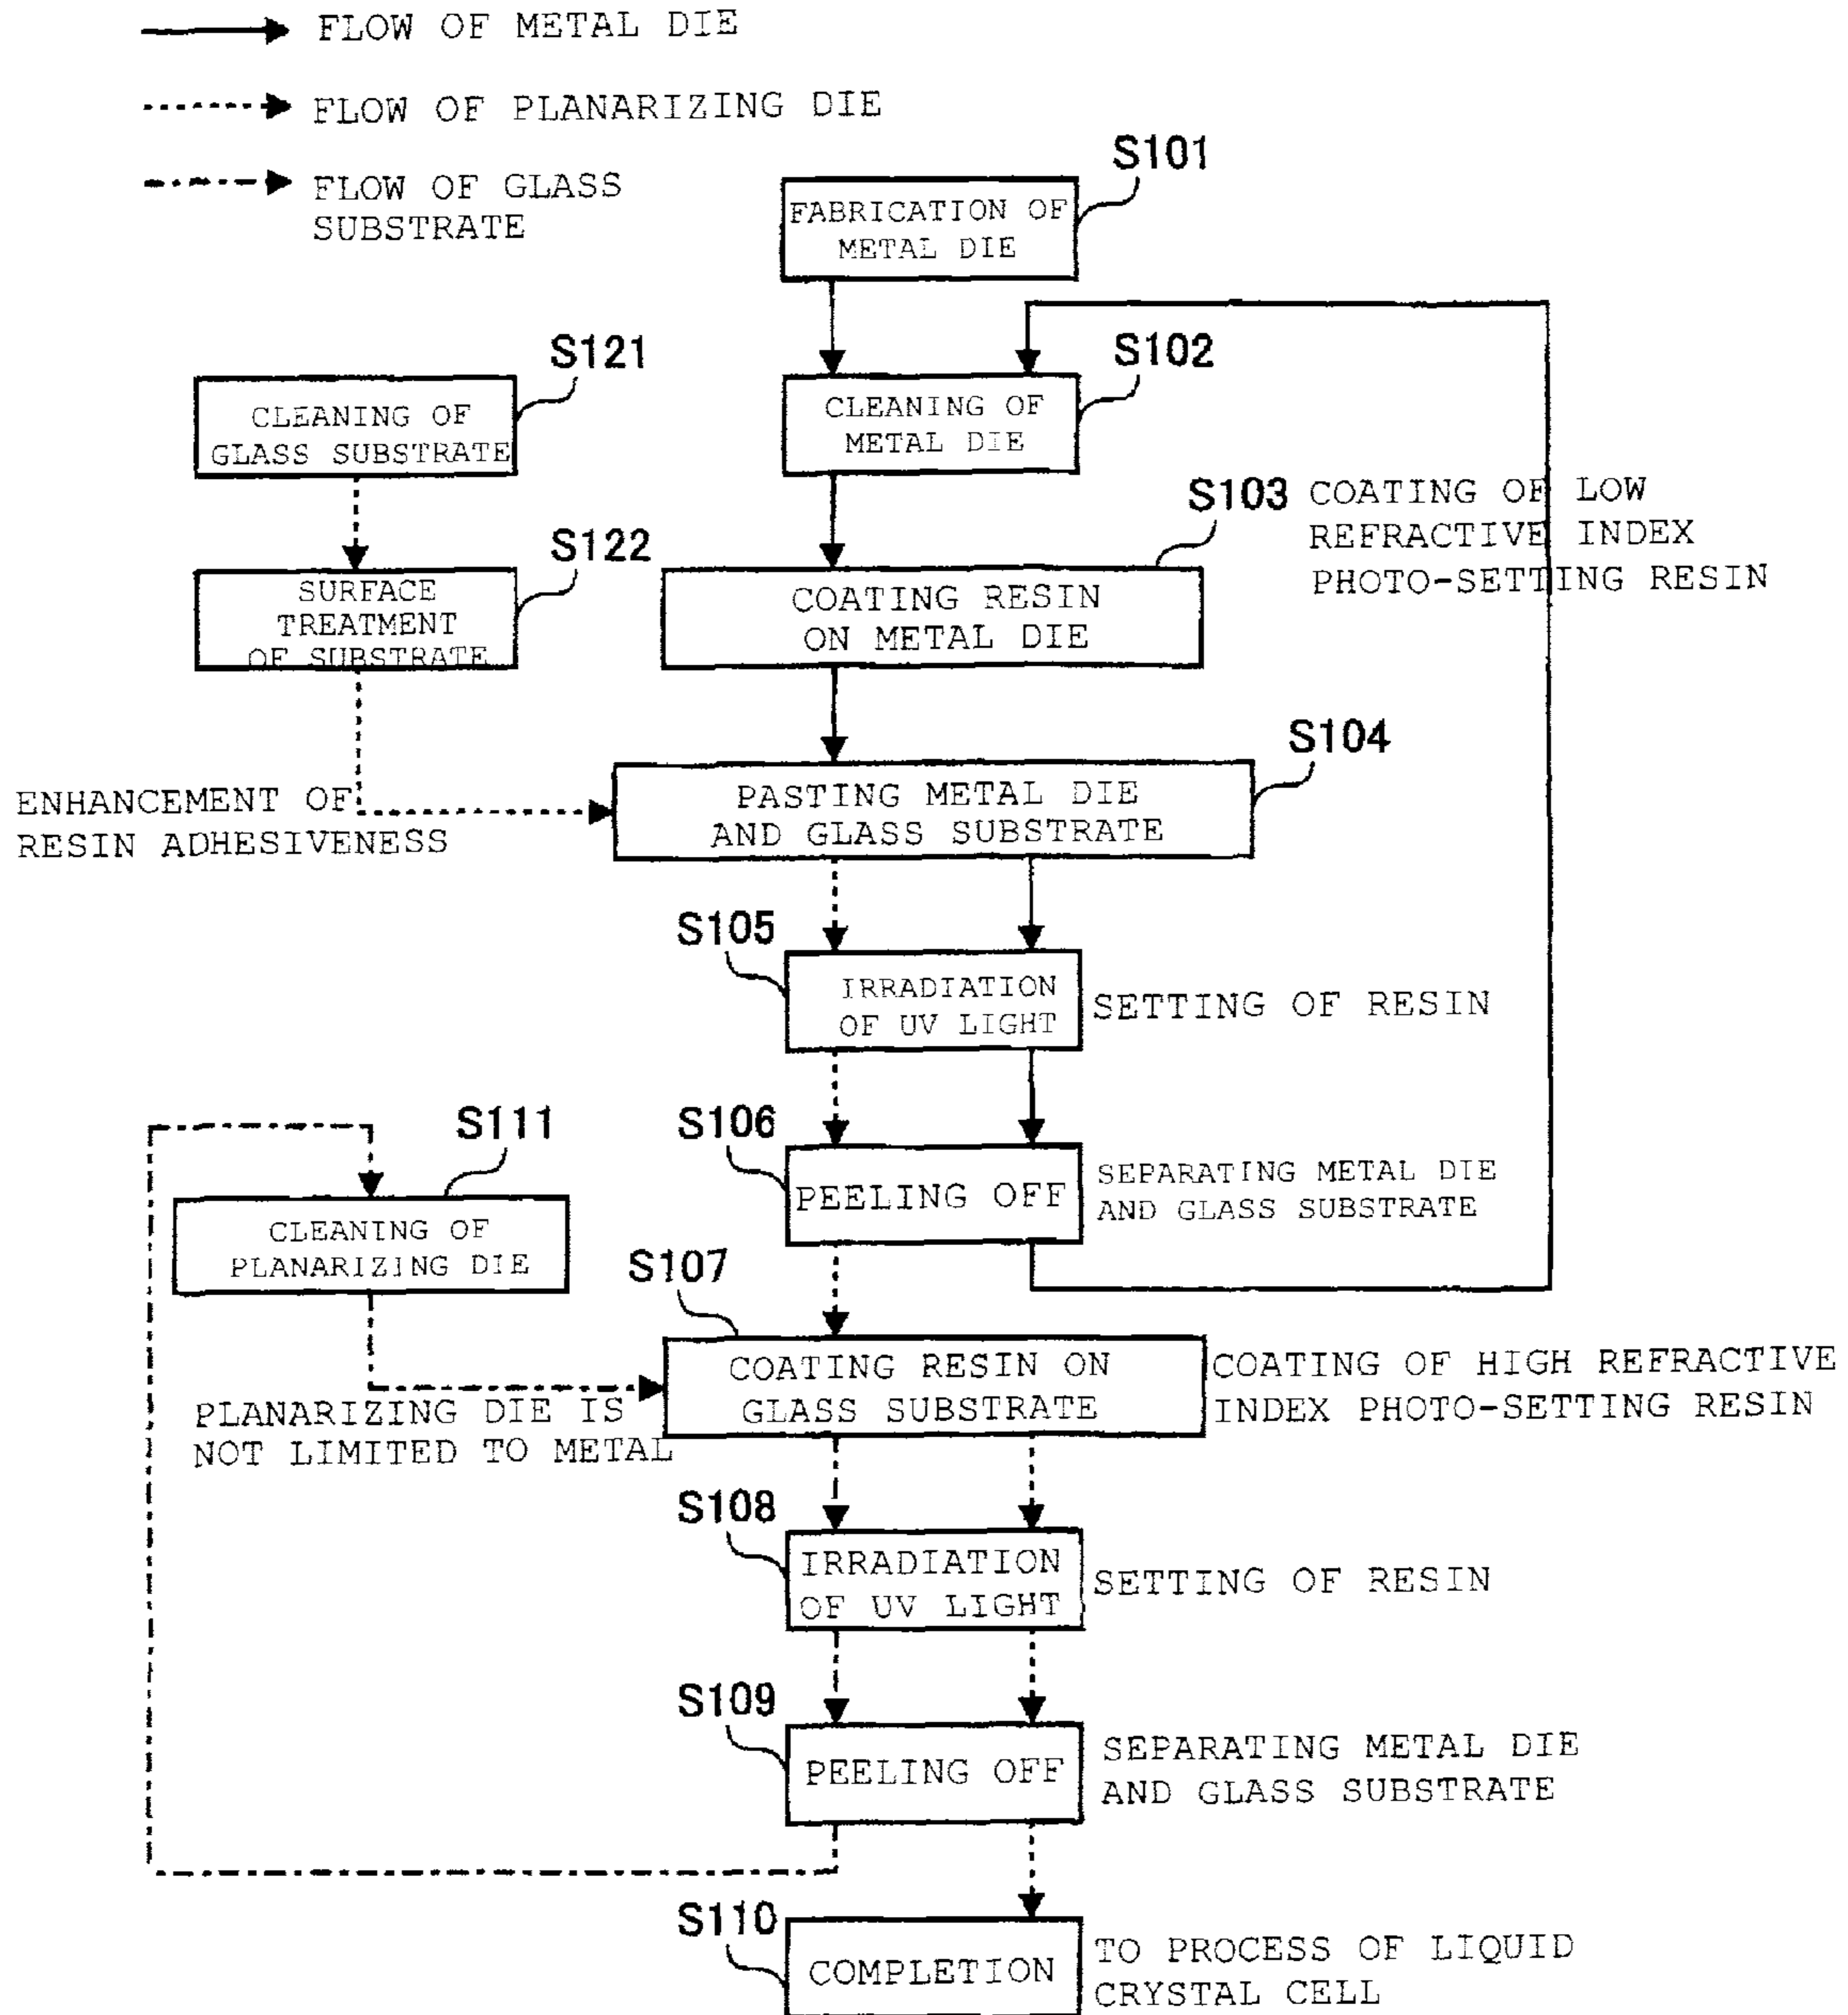 FLOW OF METAL DIE
FLOW OF PLANARIZING DIE
FLOW OF GLASS
SUBSTRATE
S101
FABRICATION OF
METAL DIE
S121
CLEANING OF
GLASS SUBSTRATE
S102
CLEANING OF
METAL DIE
S122
SURFACE
TREATMENT
OF SUBSTRATE
S103
COATING OF LOW
REFRACTIVE INDEX
PHOTO-SETTING RESIN
COATING RESIN
ON METAL DIE
ENHANCEMENT OF
RESIN ADHESIVENESS
S104
PASTING METAL DIE
AND GLASS SUBSTRATE
S105
IRRADIATION
OF UV LIGHT
SETTING OF RESIN
S106
PEELING OFF
SEPARATING METAL DIE
AND GLASS SUBSTRATE
S111
CLEANING OF
PLANARIZING DIE
PLANARIZING DIE IS
NOT LIMITED TO METAL
S107
COATING RESIN ON
GLASS SUBSTRATE
COATING OF HIGH REFRACTIVE
INDEX PHOTO-SETTING RESIN
S108
IRRADIATION
OF UV LIGHT
SETTING OF RESIN
S109
PEELING OFF
SEPARATING METAL DIE
AND GLASS SUBSTRATE
S110
COMPLETION
TO PROCESS OF LIQUID
CRYSTAL CELL